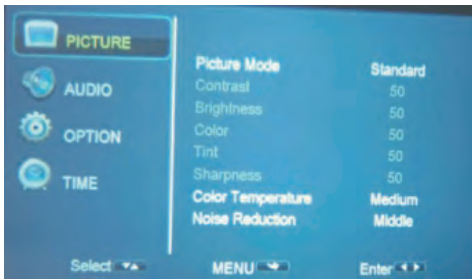 PICTURE
AUDIO
OPTION
TIME
Picture Mode Standard
Contrast 50
Brightness 50
Color 50
Tint 50
Sharpness 50
Color Temperature Medium
Noise Reduction Middle
Select MENU Enter